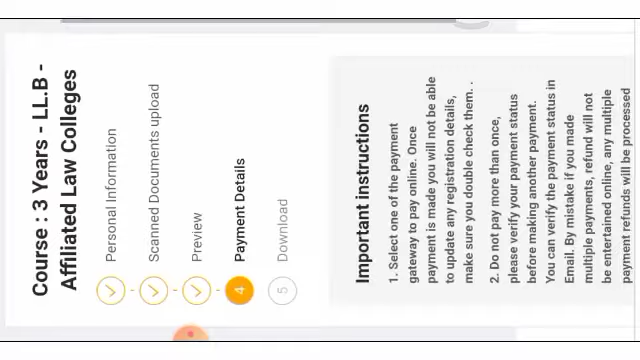 Course : 3 Years - LL.B -
Affiliated Law Colleges
Personal Information
Scanned Documents upload
Preview
4
Payment Details
5
Download
Important instructions
1. Select one of the payment
gateway to pay online. Once
payment is made you will not be able
to update any registration details,
make sure you double check them. .
2. Do not pay more than once,
please verify your payment status
before making another payment.
You can verify the payment status in
Email. By mistake if you made
multiple payments, refund will not
be entertained online, any multiple
payment refunds will be processed